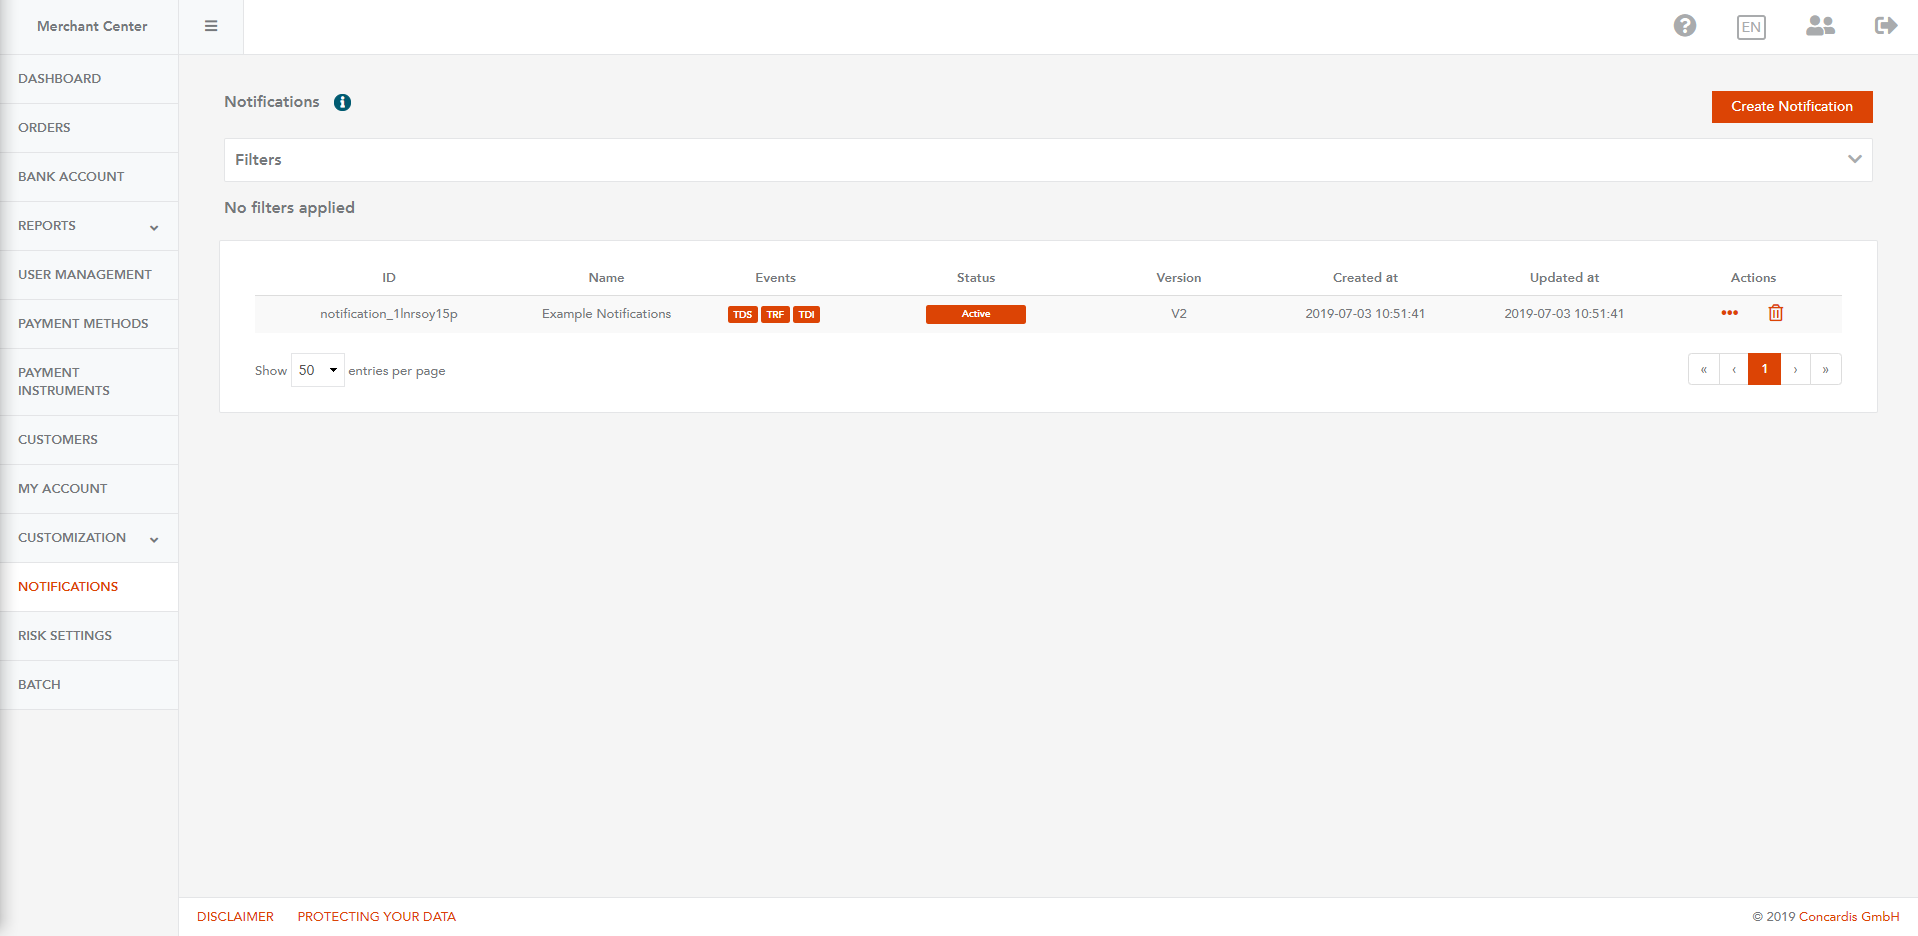 Merchant Center
EN
DASHBOARD
ORDERS
BANK ACCOUNT
REPORTS
USER MANAGEMENT
PAYMENT METHODS
PAYMENT
INSTRUMENTS
CUSTOMERS
MY ACCOUNT
CUSTOMIZATION
NOTIFICATIONS
RISK SETTINGS
BATCH
Notifications
Create Notification
Filters
No filters applied
ID Name Events Status Version Created at Updated at Actions
notification_1lnrsoy15p Example Notifications TDS TRF TDI Active V2 2019-07-03 10:51:41 2019-07-03 10:51:41
Show 50 entries per page
« ‹ 1 › »
DISCLAIMER PROTECTING YOUR DATA
© 2019 Concardis GmbH